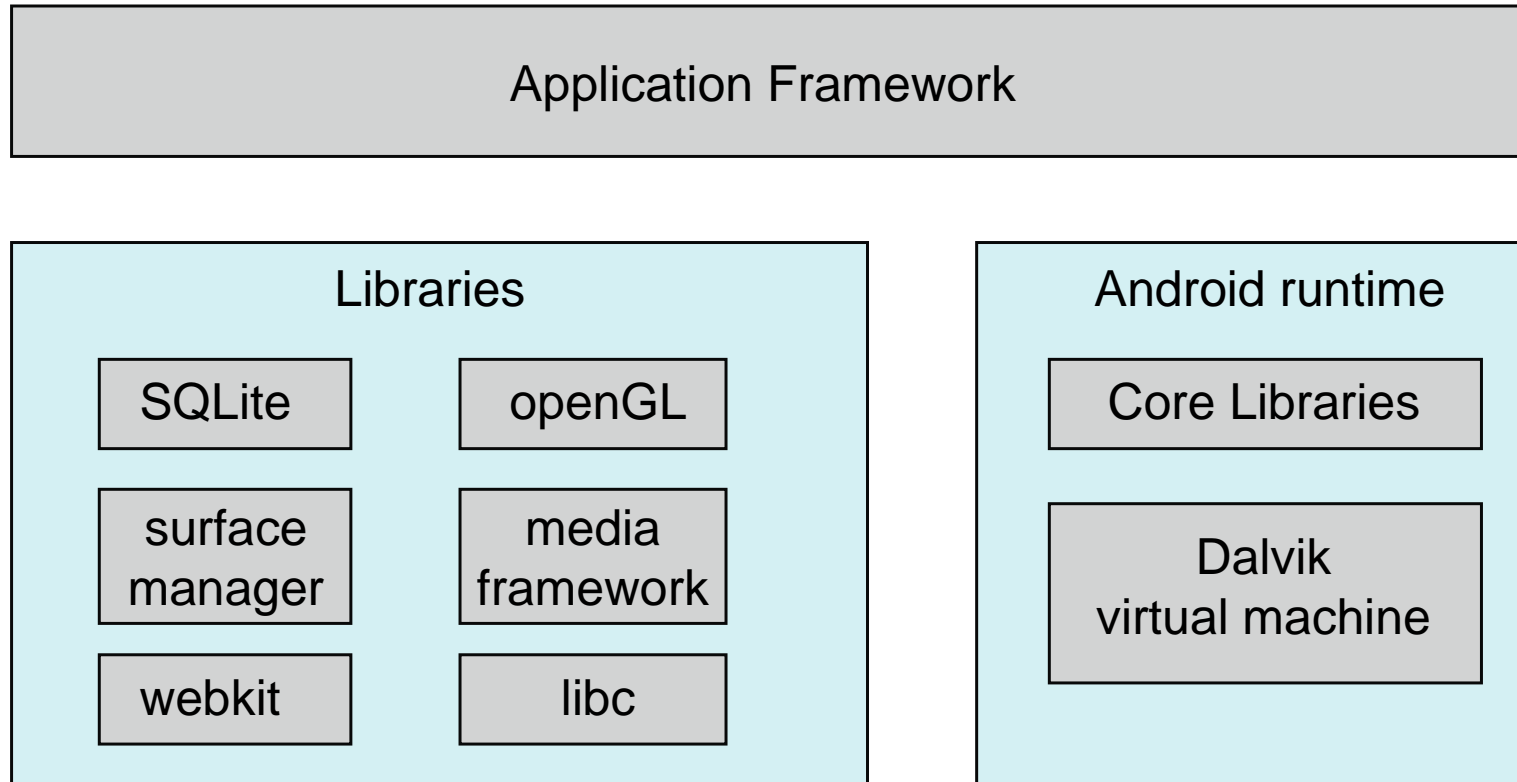 Application Framework
Libraries
SQLite
openGL
surface
manager
media
framework
webkit
libc
Android runtime
Core Libraries
Dalvik
virtual machine